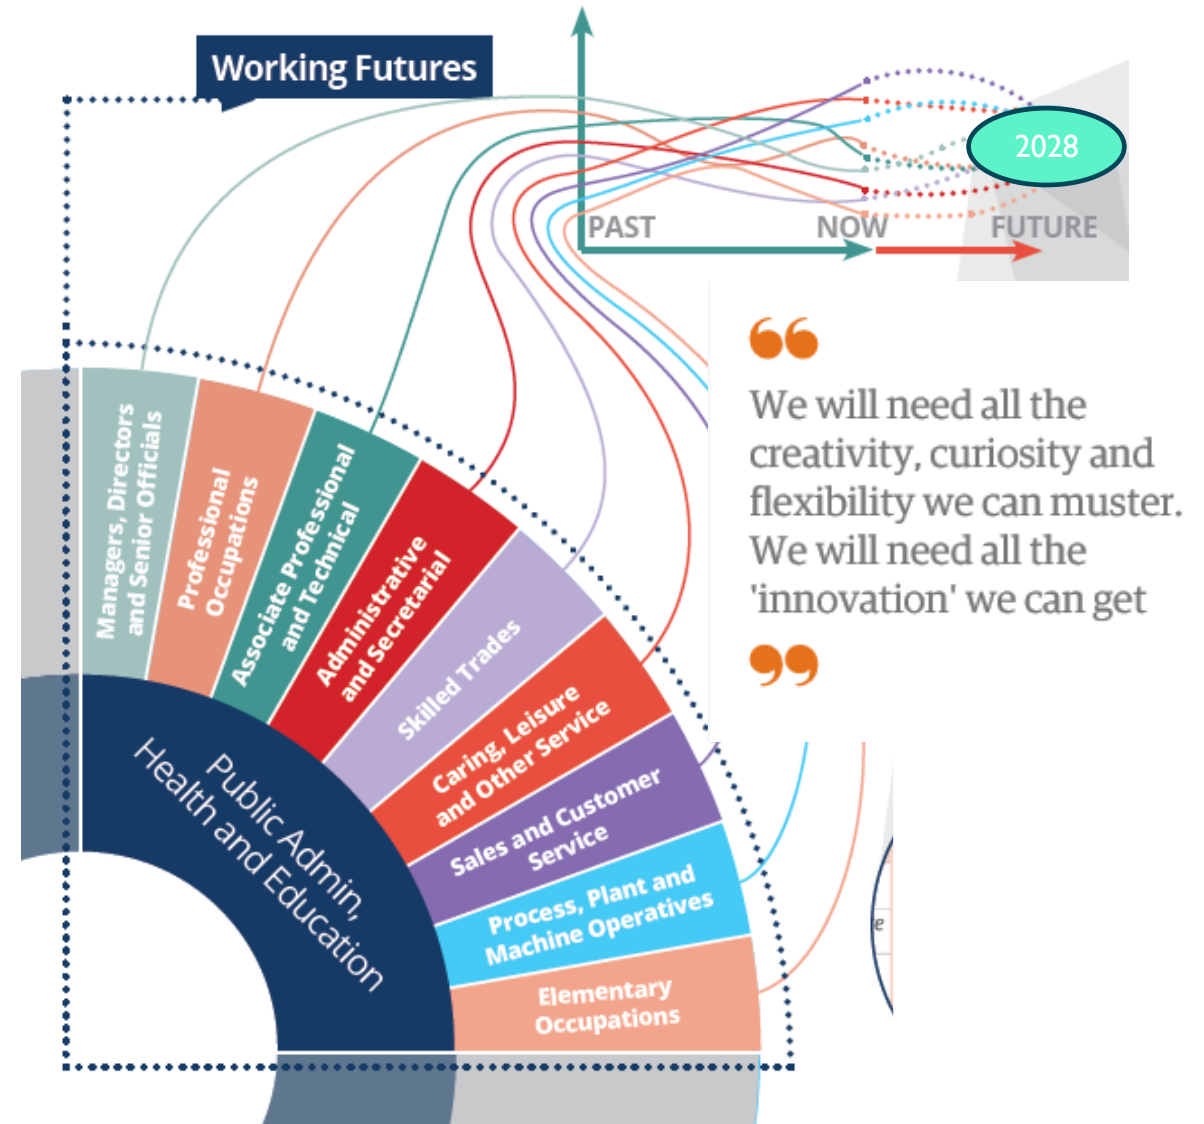 Working Futures
2028
PAST
NOW
FUTURE
“
We will need all the
creativity, curiosity and
flexibility we can muster.
We will need all the
'innovation' we can get
”
Managers, Directors
and Senior Officials
Professional
Occupations
Associate Professional
and Technical
Administrative
and Secretarial
Skilled Trades
Caring, Leisure
and Other Service
Sales and Customer
Service
Process, Plant and
Machine Operatives
Elementary
Occupations
Public Admin,
Health and Education